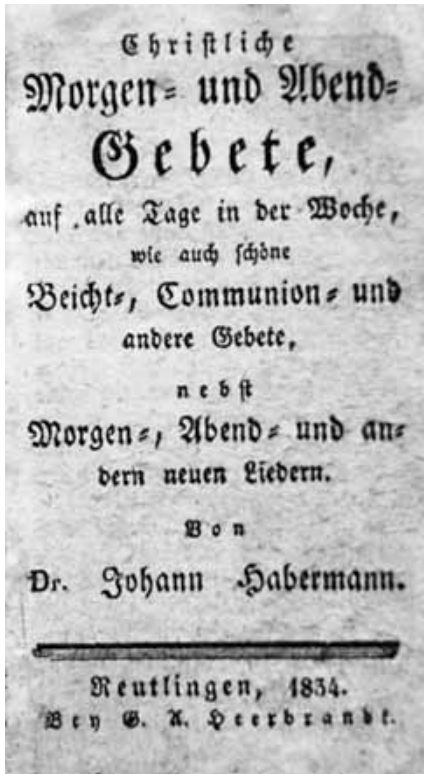 Christliche
Morgen- und Abend-
Gebete,
auf alle Tage in der Woche,
wie auch schöne
Beicht-, Communion- und
andere Gebete,
nebst
Morgen-, Abend- und an-
dern neuen Liedern.
Von
Dr. Johann Habermann.
Reutlingen, 1834.
Bey G. A. Heerbrandt.